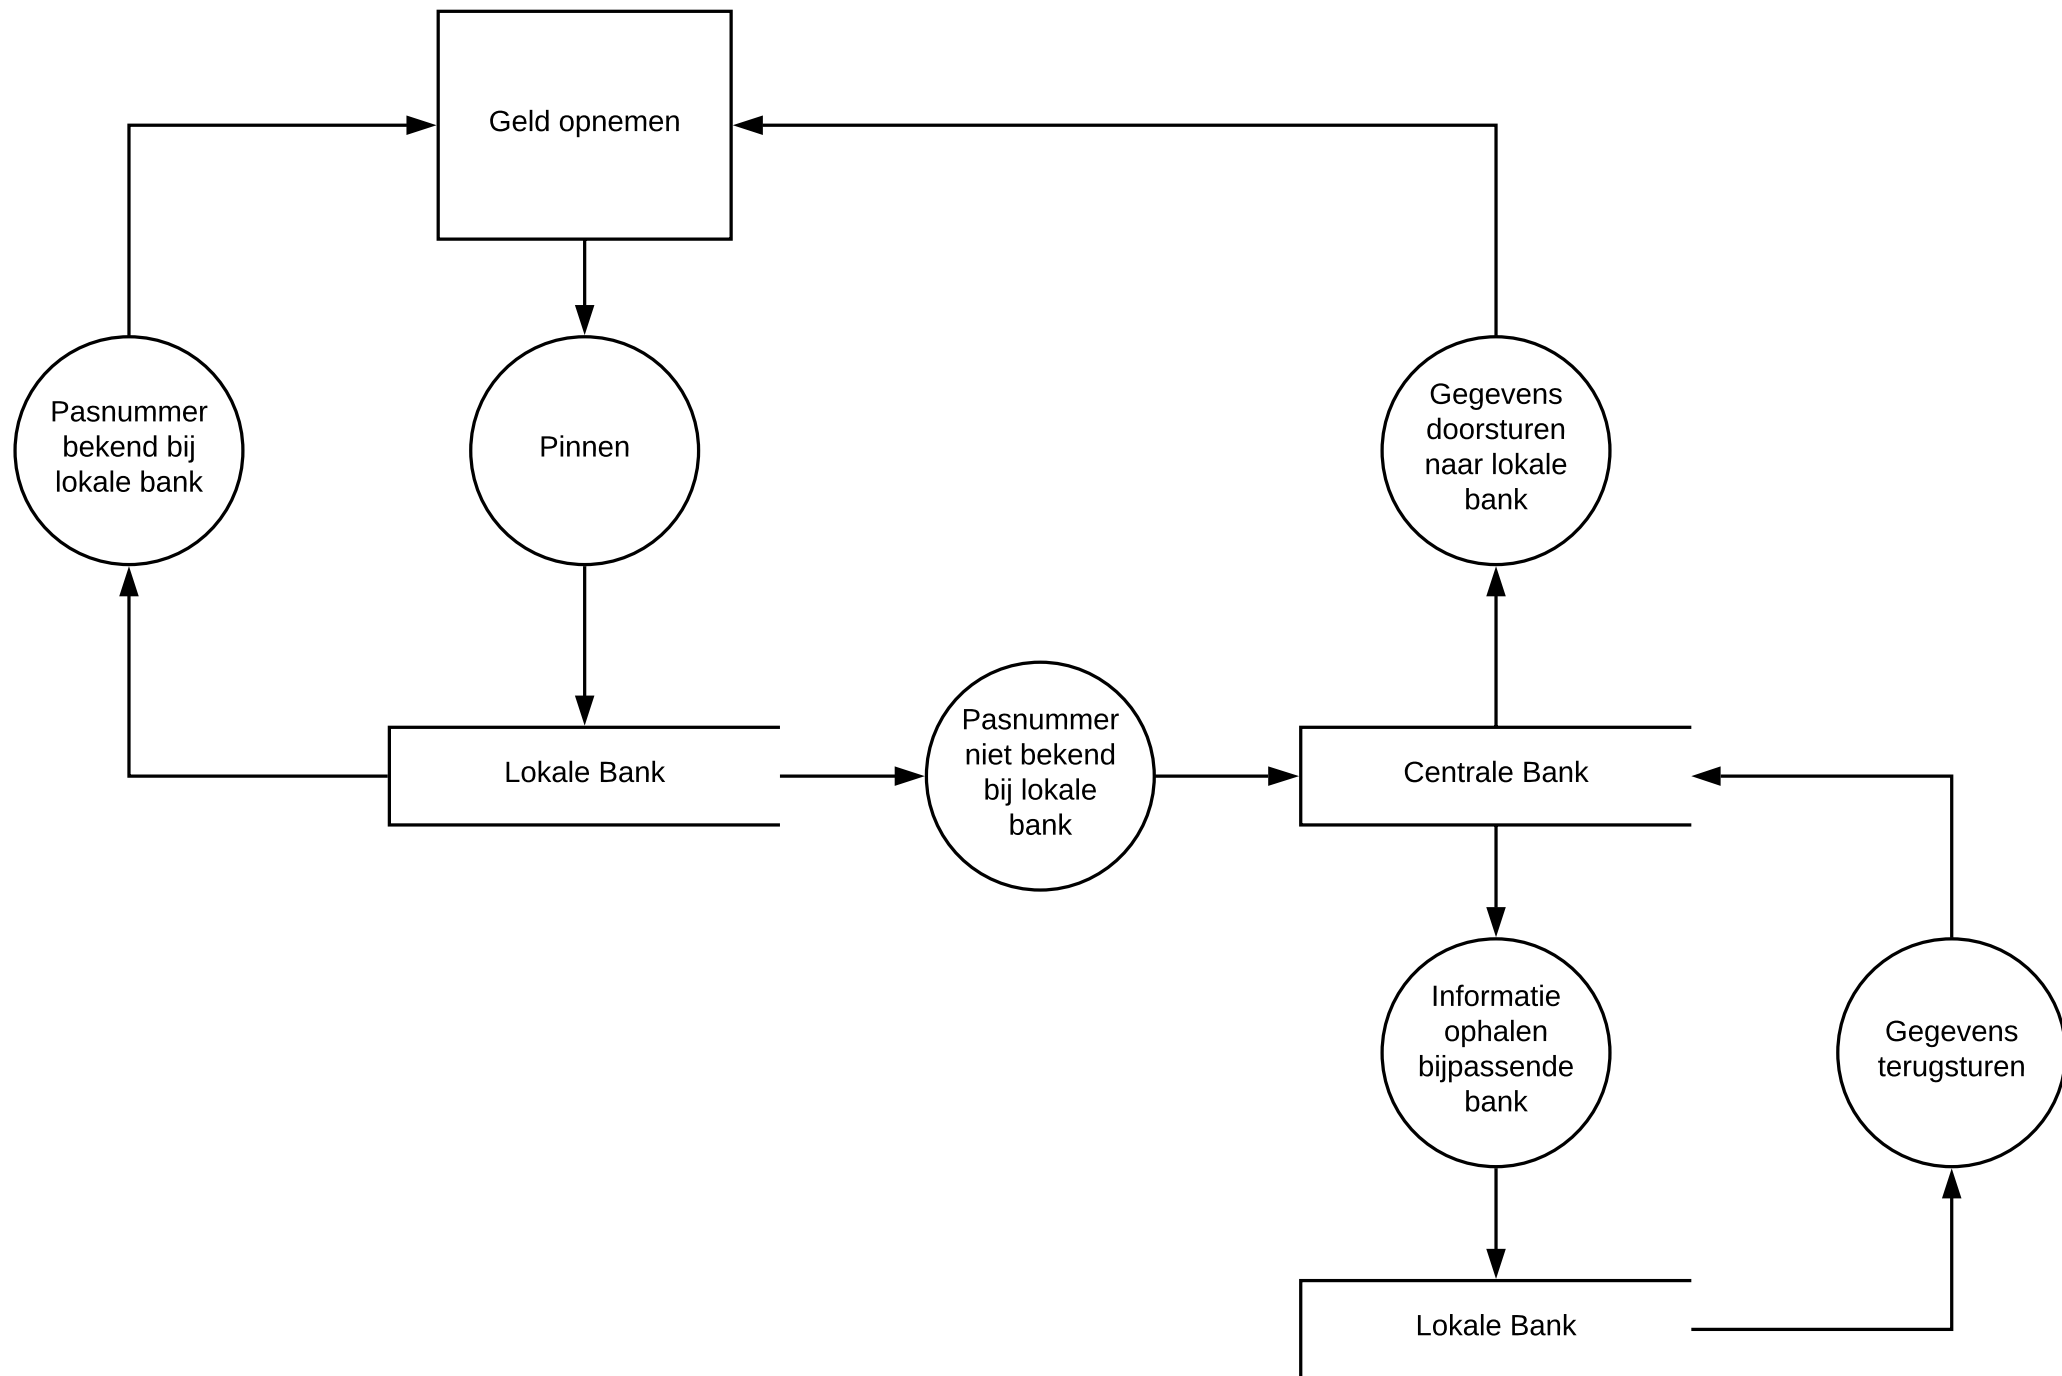 Geld opnemen
Pasnummer
bekend bij
lokale bank
Pinnen
Gegevens
doorsturen
naar lokale
bank
Lokale Bank
Pasnummer
niet bekend
bij lokale
bank
Centrale Bank
Informatie
ophalen
bijpassende
bank
Gegevens
terugsturen
Lokale Bank